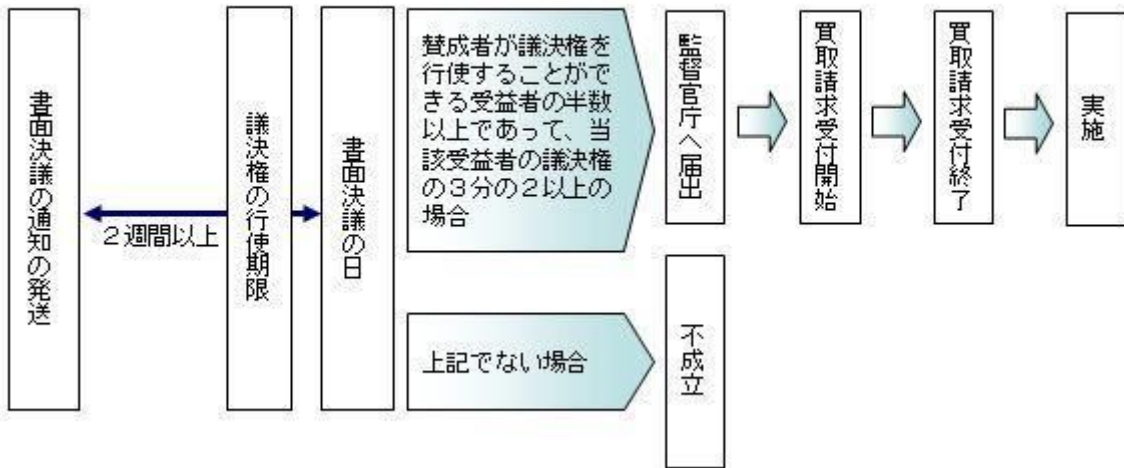 書面決議の通知の発送
２週間以上
議決権の行使期限
書面決議の日
賛成者が議決権を
行使することがで
きる受益者の半数
以上であって、当
該受益者の議決権
の３分の２以上の
場合
監督官庁へ届出
買取請求受付開始
買取請求受付終了
実施
上記でない場合
不成立